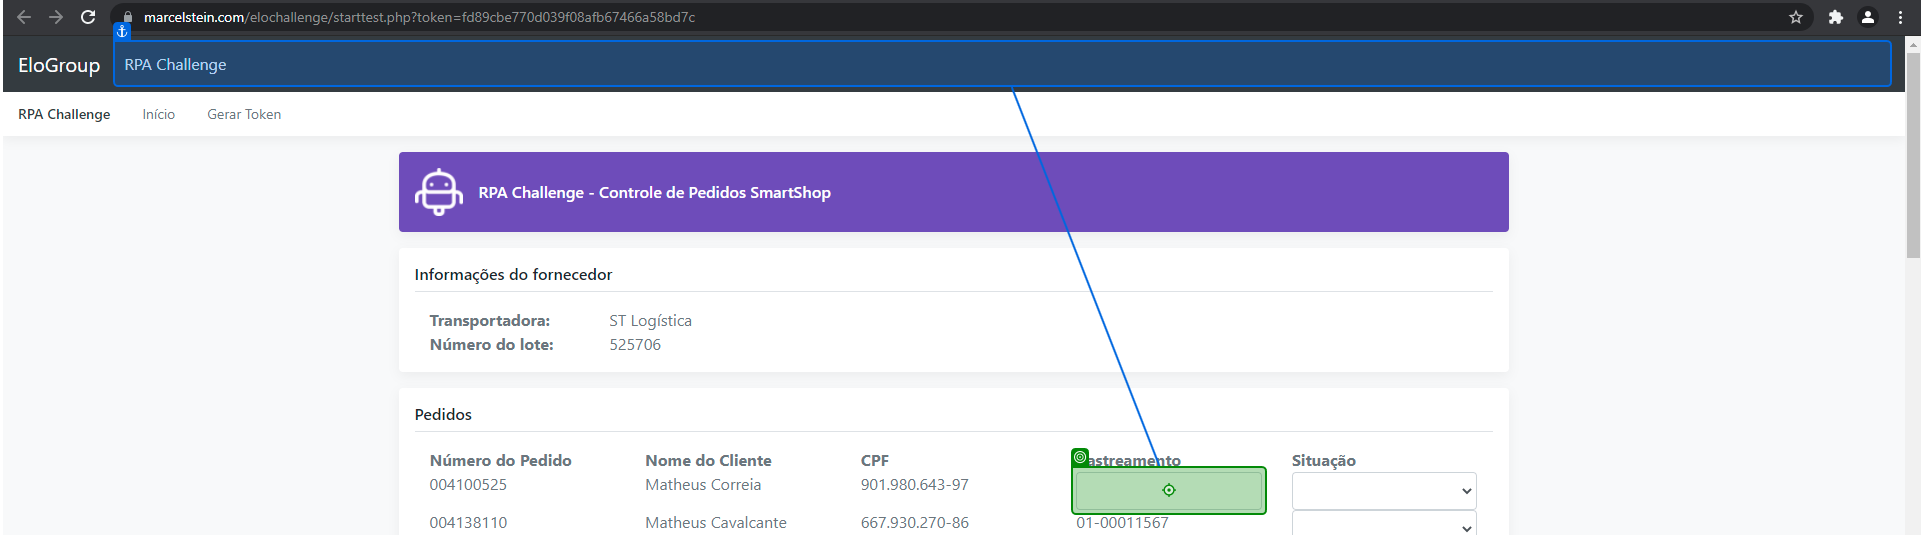 marcelstein.com/elochallenge/starttest.php?token=fd89cbe770d039f08afb67466a58bd7c
EloGroup RPA Challenge
RPA Challenge Início Gerar Token
RPA Challenge - Controle de Pedidos SmartShop
Informações do fornecedor
Transportadora: ST Logística
Número do lote: 525706
Pedidos
Número do Pedido Nome do Cliente CPF astreamento Situação
004100525 Matheus Correia 901.980.643-97
004138110 Matheus Cavalcante 667.930.270-86 01-00011567